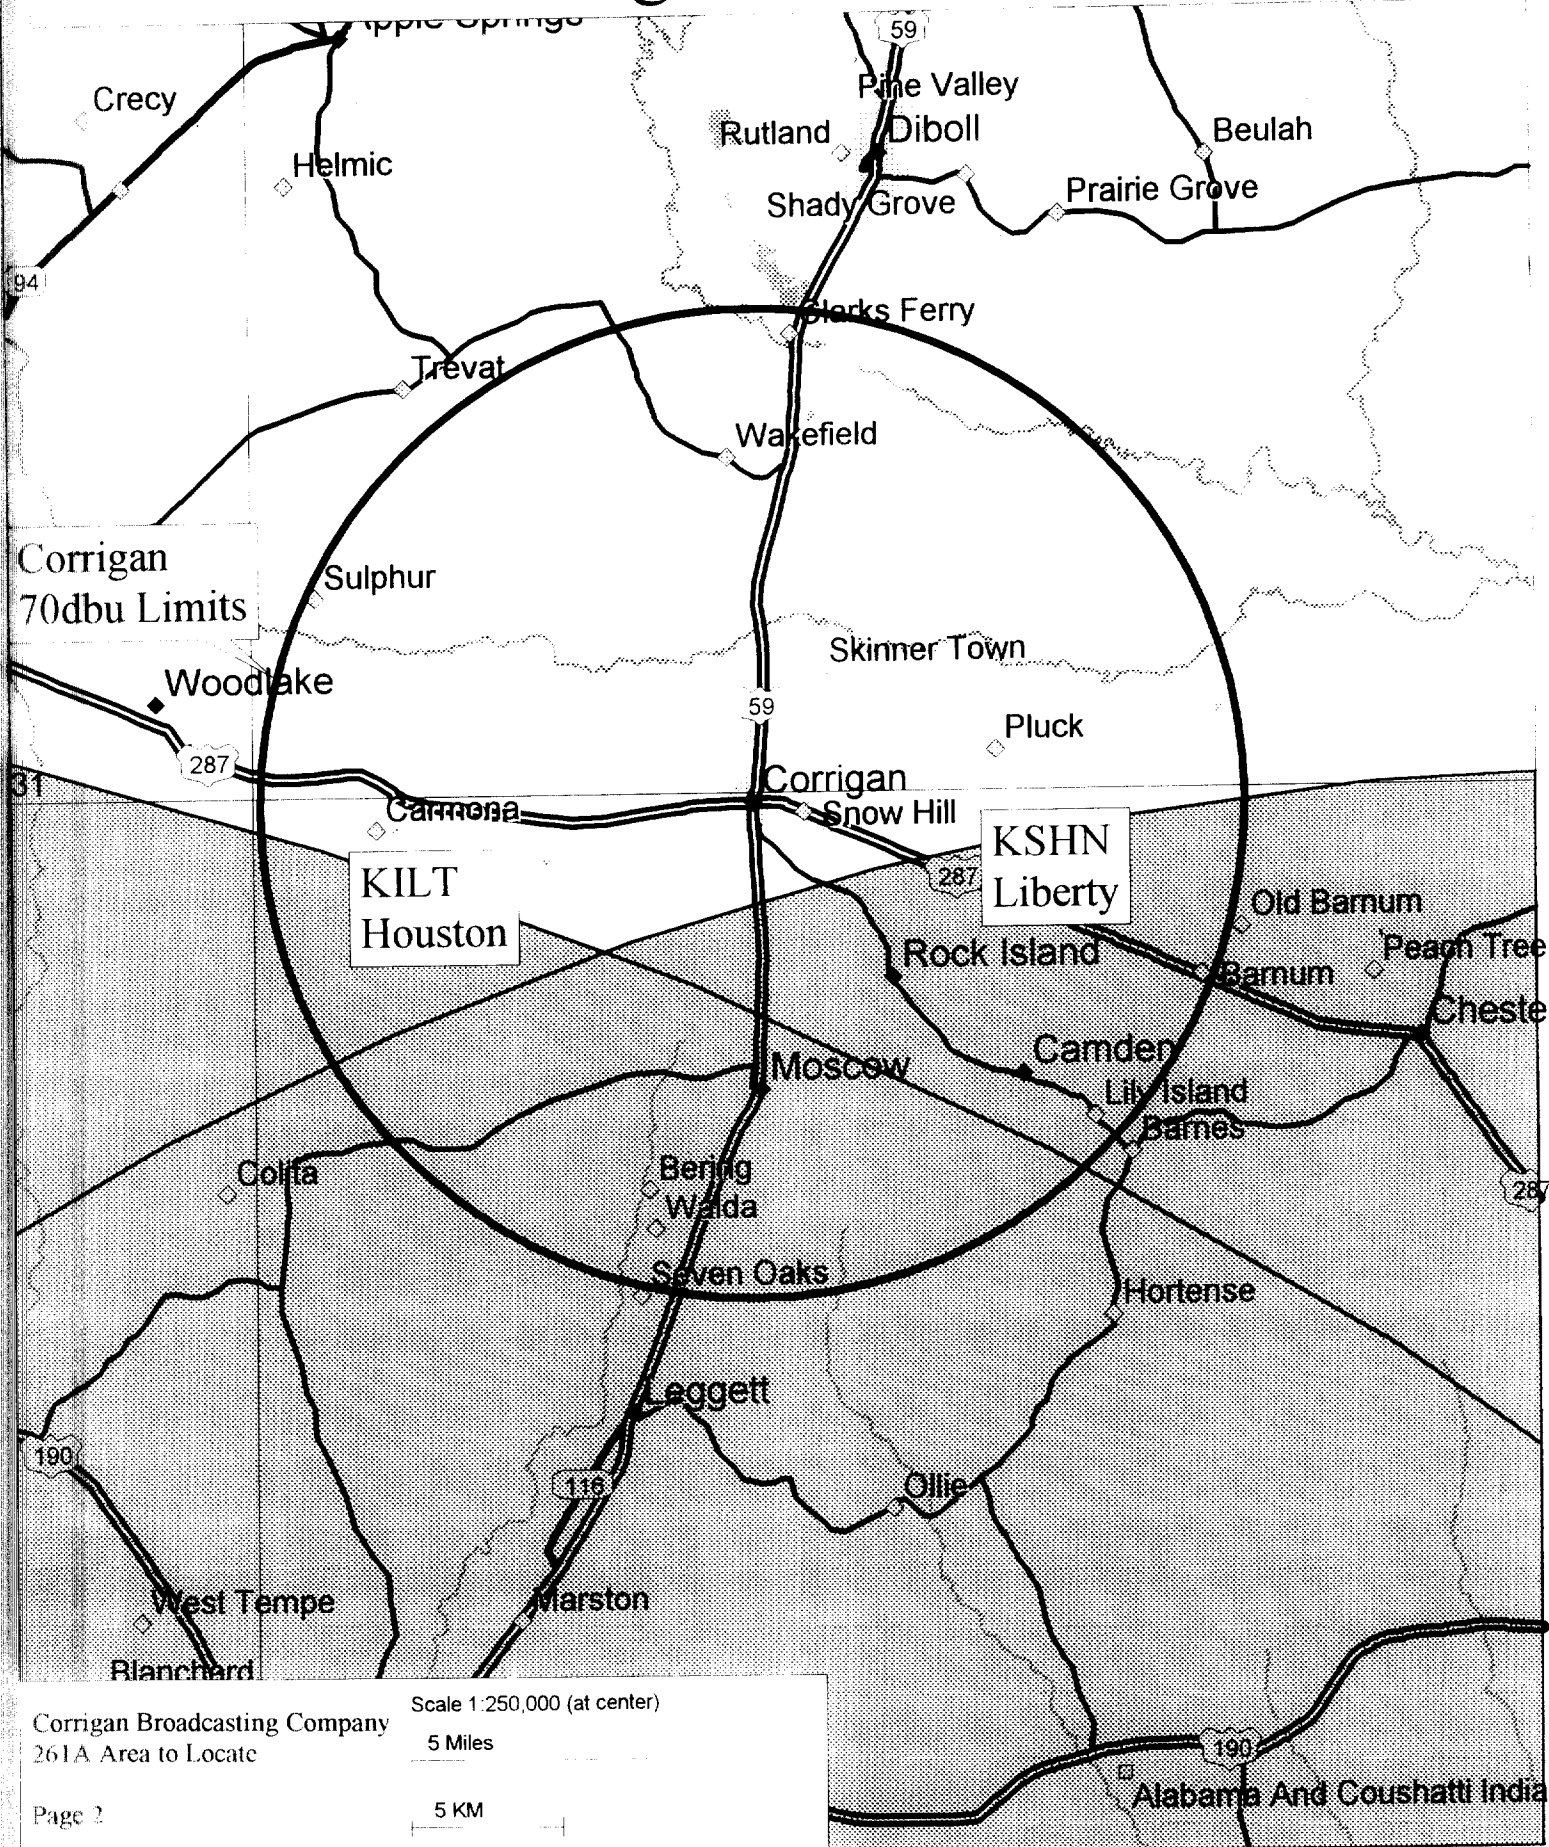 Apple Springs
59
Pine Valley
Crecy
Rutland
Diboll
Beulah
Helmic
Prairie Grove
Shady Grove
94
Clarks Ferry
Trevat
Wakefield
Corrigan
70dbu Limits
Sulphur
Skinner Town
Woodlake
59
Pluck
287
31
Corrigan
Carmona
Snow Hill
KSHN
Liberty
KILT
Houston
287
Old Barnum
Peach Tree
Rock Island
Barnum
Cheste
Camden
Moscow
Lily Island
Barnes
Colita
Bering
Walda
287
Seven Oaks
Hortense
Leggett
190
116
Ollie
West Tempe
Marston
Blanchard
Corrigan Broadcasting Company
261A Area to Locate
Page 2
Scale 1:250,000 (at center)
5 Miles
5 KM
190
Alabama And Coushatti India